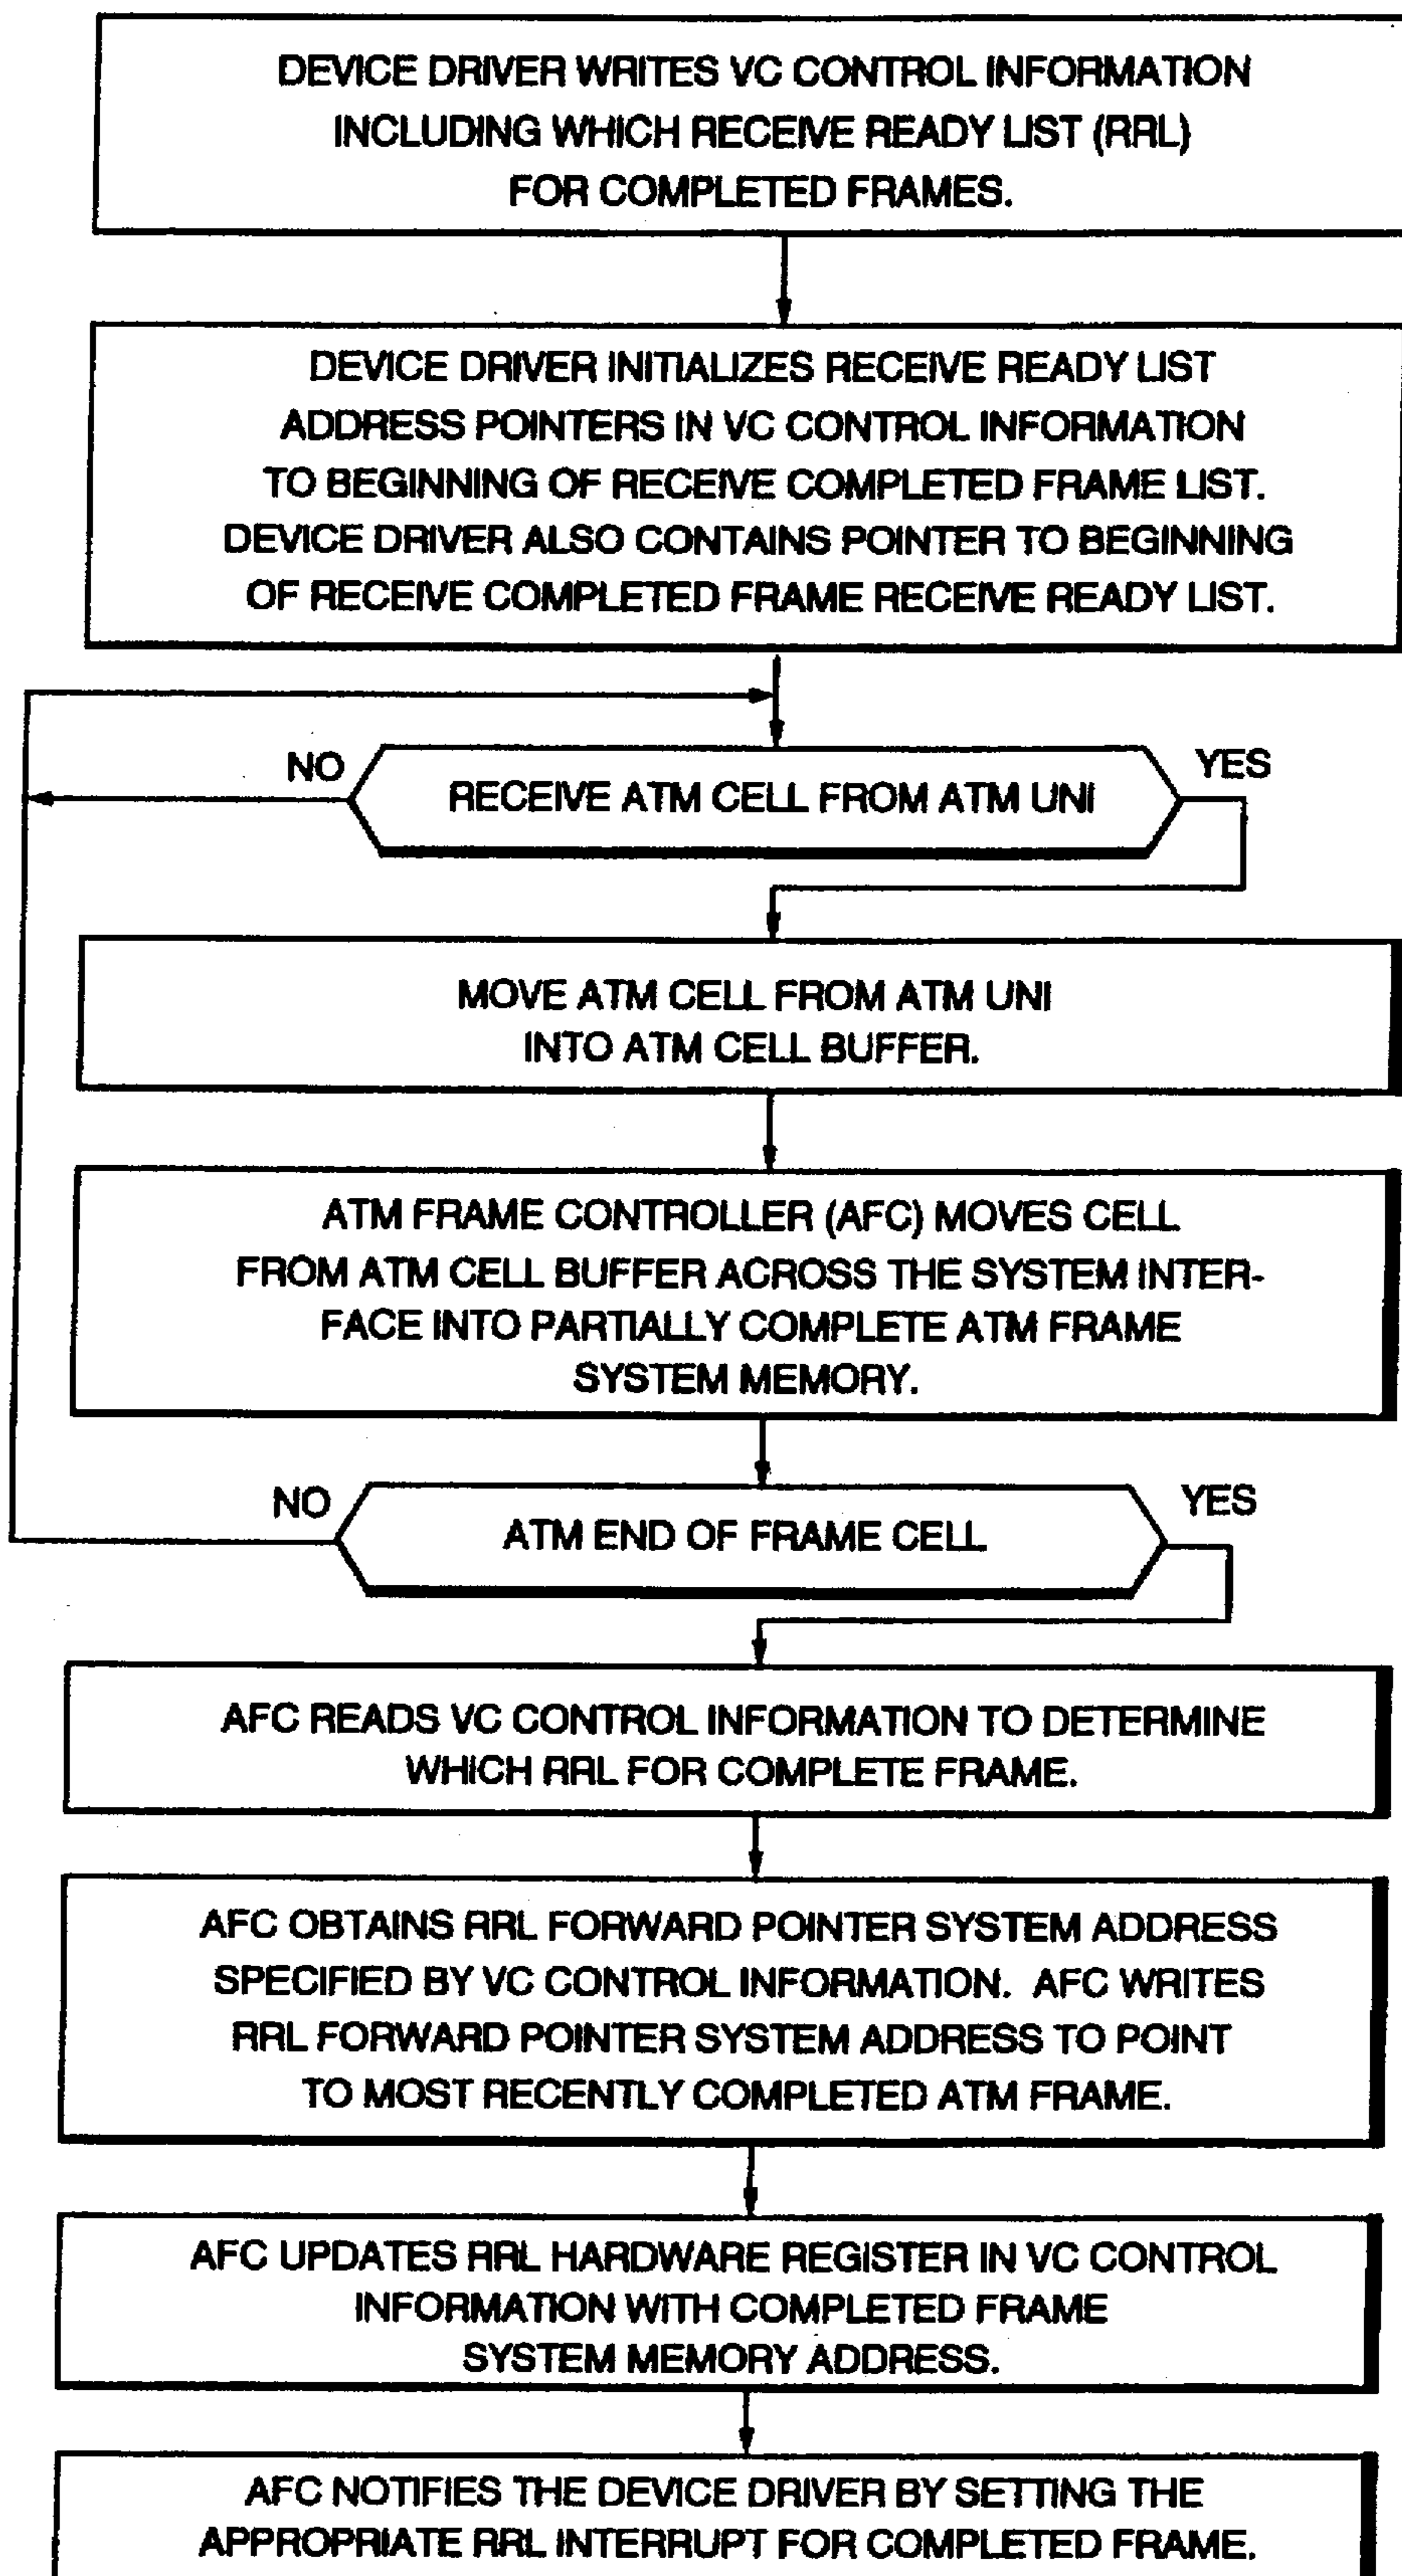 DEVICE DRIVER WRITES VC CONTROL INFORMATION
INCLUDING WHICH RECEIVE READY LIST (RRL)
FOR COMPLETED FRAMES.
DEVICE DRIVER INITIALIZES RECEIVE READY LIST
ADDRESS POINTERS IN VC CONTROL INFORMATION
TO BEGINNING OF RECEIVE COMPLETED FRAME LIST.
DEVICE DRIVER ALSO CONTAINS POINTER TO BEGINNING
OF RECEIVE COMPLETED FRAME RECEIVE READY LIST.
NO
YES
RECEIVE ATM CELL FROM ATM UNI
MOVE ATM CELL FROM ATM UNI
INTO ATM CELL BUFFER.
ATM FRAME CONTROLLER (AFC) MOVES CELL
FROM ATM CELL BUFFER ACROSS THE SYSTEM INTER-
FACE INTO PARTIALLY COMPLETE ATM FRAME
SYSTEM MEMORY.
NO
YES
ATM END OF FRAME CELL
AFC READS VC CONTROL INFORMATION TO DETERMINE
WHICH RRL FOR COMPLETE FRAME.
AFC OBTAINS RRL FORWARD POINTER SYSTEM ADDRESS
SPECIFIED BY VC CONTROL INFORMATION. AFC WRITES
RRL FORWARD POINTER SYSTEM ADDRESS TO POINT
TO MOST RECENTLY COMPLETED ATM FRAME.
AFC UPDATES RRL HARDWARE REGISTER IN VC CONTROL
INFORMATION WITH COMPLETED FRAME
SYSTEM MEMORY ADDRESS.
AFC NOTIFIES THE DEVICE DRIVER BY SETTING THE
APPROPRIATE RRL INTERRUPT FOR COMPLETED FRAME.